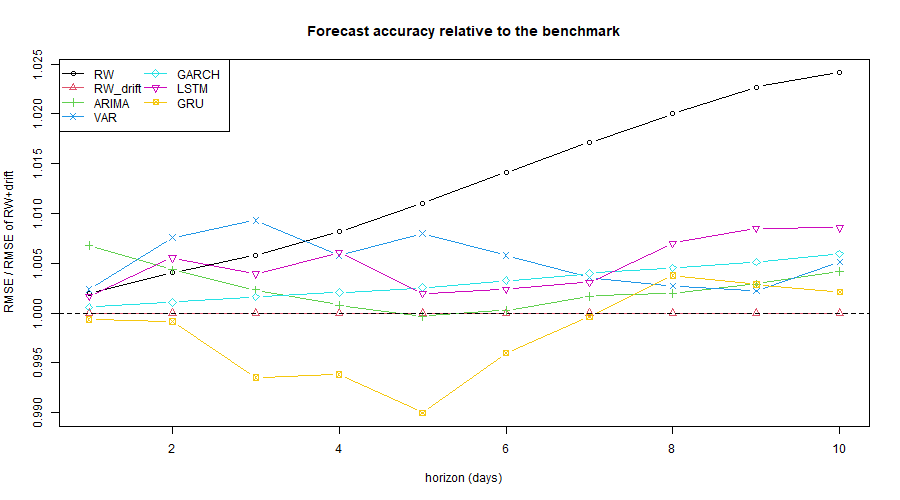 Forecast accuracy relative to the benchmark
RMSE / RMSE of RW+drift
1.025
1.020
1.015
1.010
1.005
1.000
0.995
0.990
RW
RW_drift
ARIMA
VAR
GARCH
LSTM
GRU
2 4 6 8 10
horizon (days)